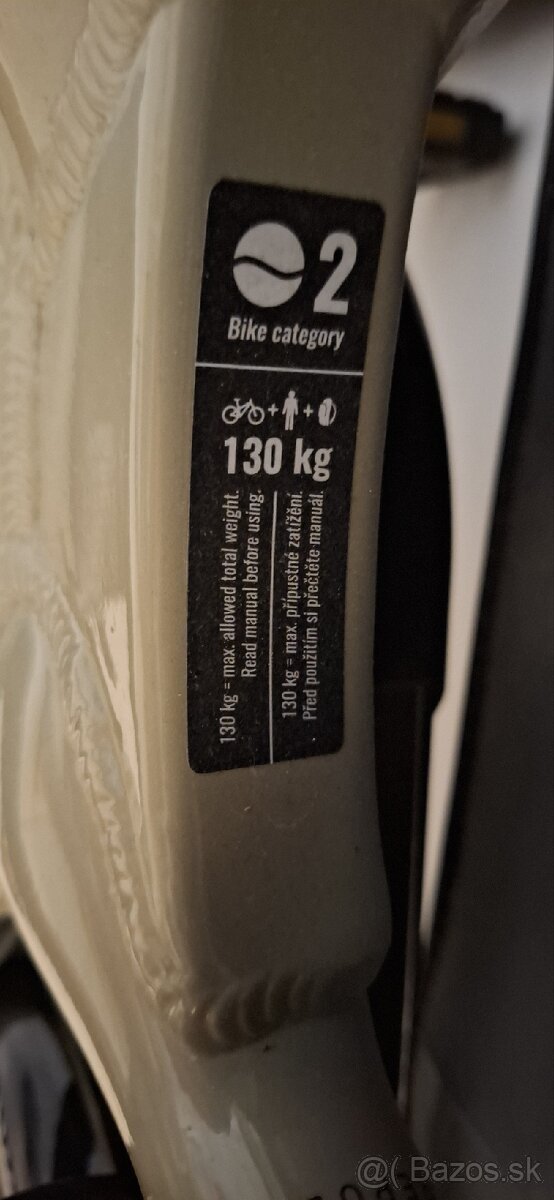 2
Bike category
130 kg
130 kg = max. allowed total weight.
Read manual before using.
130 kg = max. přípustné zatížení.
Před použitím si přečtěte manuál.
@( Bazos.sk